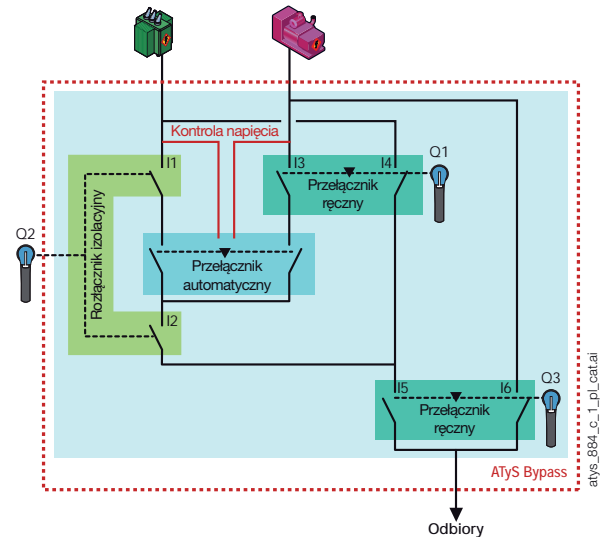 Kontrola napięcia
Q1
I1
I3
I4
Przełącznik
ręczny
Q2
Rozłącznik izolacyjny
Przełącznik
automatyczny
I2
I5
I6
Q3
Przełącznik
ręczny
ATyS Bypass
Odbiory
atys_884_c_1_pl_cat.ai